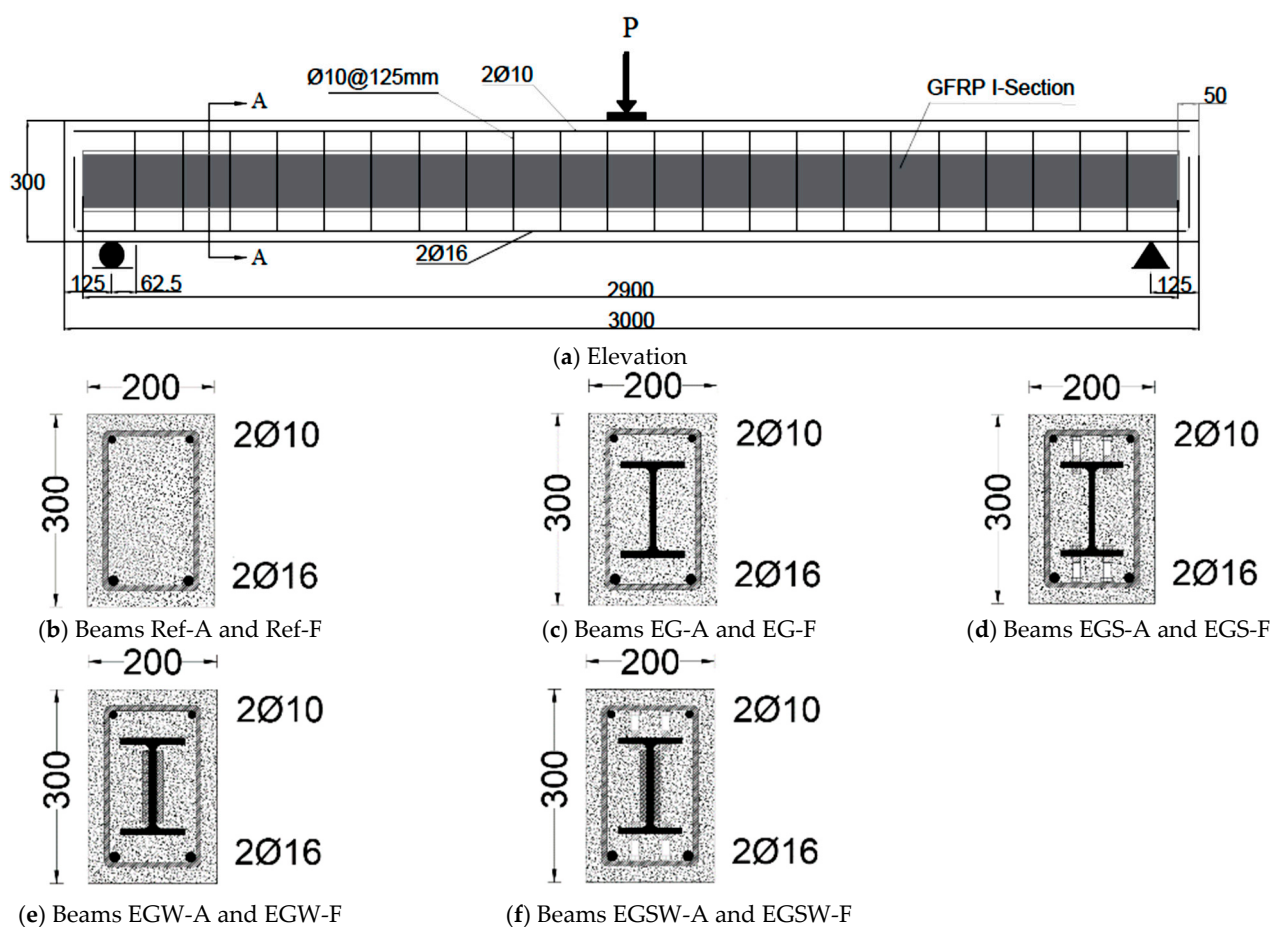 P
Ø10@125mm
2Ø10
GFRP I-Section
50
A
300
A
2Ø16
125
62.5
2900
125
3000
(a) Elevation
200
200
200
300
2Ø10
2Ø16
300
2Ø10
2Ø16
300
2Ø10
2Ø16
(b) Beams Ref-A and Ref-F
(c) Beams EG-A and EG-F
(d) Beams EGS-A and EGS-F
200
200
300
2Ø10
2Ø16
300
2Ø10
2Ø16
(e) Beams EGW-A and EGW-F
(f) Beams EGSW-A and EGSW-F